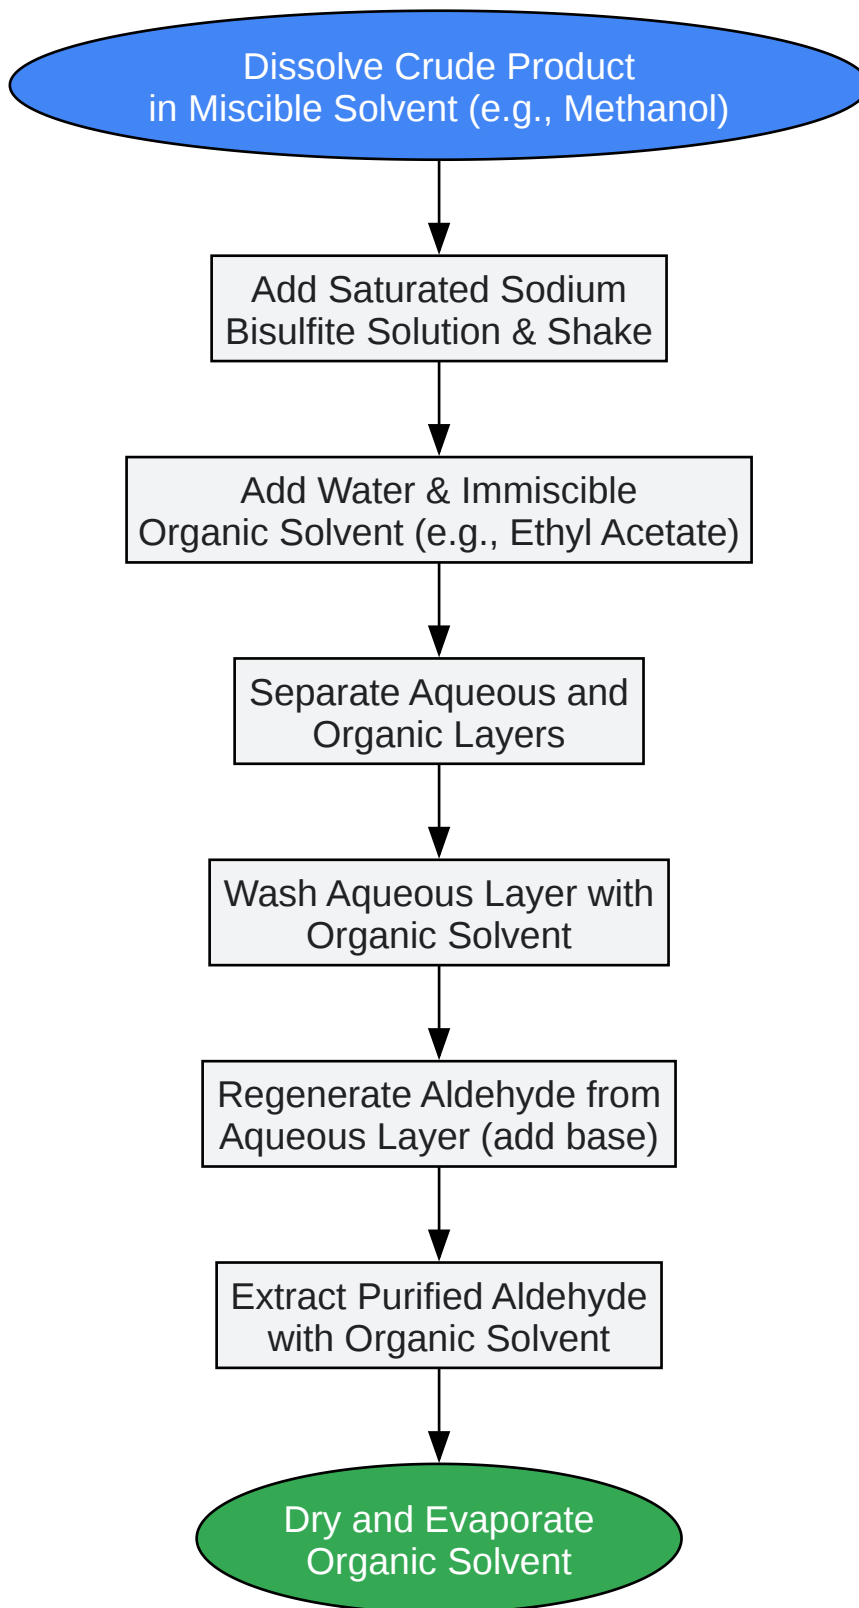 Dissolve Crude Product
in Miscible Solvent (e.g., Methanol)
Add Saturated Sodium
Bisulfite Solution & Shake
Add Water & Immiscible
Organic Solvent (e.g., Ethyl Acetate)
Separate Aqueous and
Organic Layers
Wash Aqueous Layer with
Organic Solvent
Regenerate Aldehyde from
Aqueous Layer (add base)
Extract Purified Aldehyde
with Organic Solvent
Dry and Evaporate
Organic Solvent